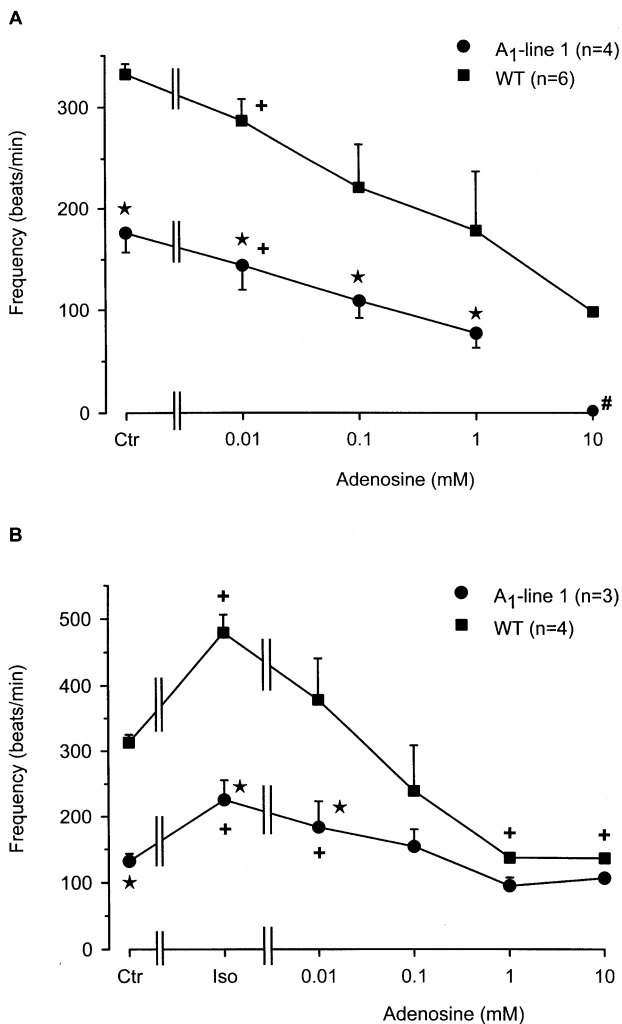 A
A1-line 1 (n=4)
WT (n=6)
Frequency (beats/min)
300
200
100
0
+
+
#
Ctr
0.01
0.1
1
10
Adenosine (mM)
B
A1-line 1 (n=3)
WT (n=4)
Frequency (beats/min)
500
400
300
200
100
0
+
+
+
+
+
Ctr
Iso
0.01
0.1
1
10
Adenosine (mM)